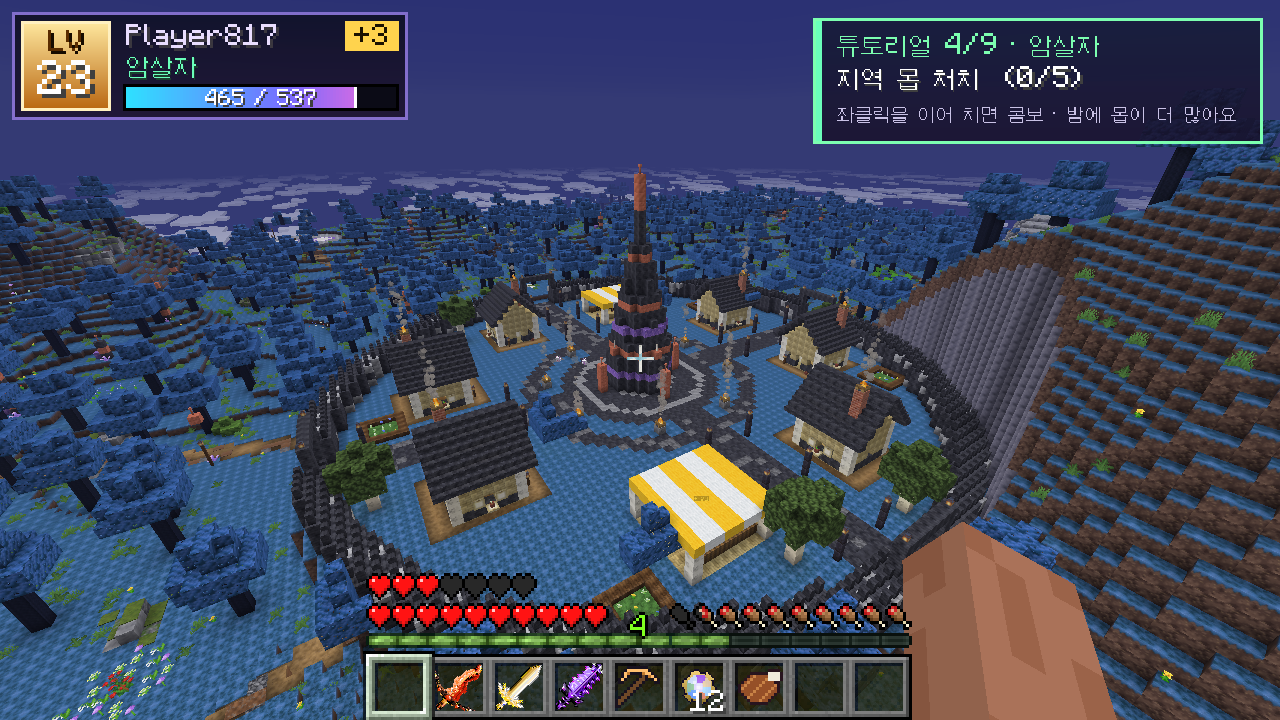 LV
23
Player817
+3
암살자
465 / 537
튜토리얼 4/9 · 암살자
지역 몹 처치 (0/5)
좌클릭을 이어 치면 콤보 · 밤에 몹이 더 많아요
4
12